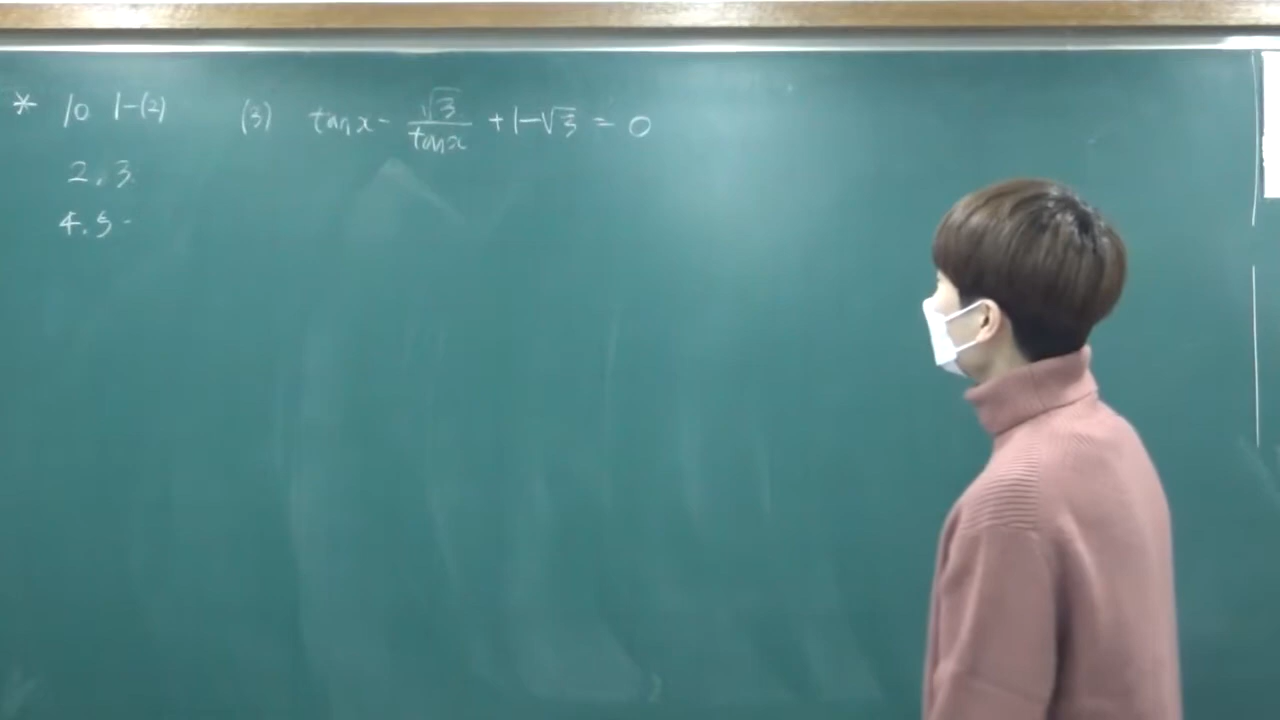 * 10 1-(2)
2, 3.
4. 5 -
(3) tan x - √3/tan x + 1 - √3 = 0